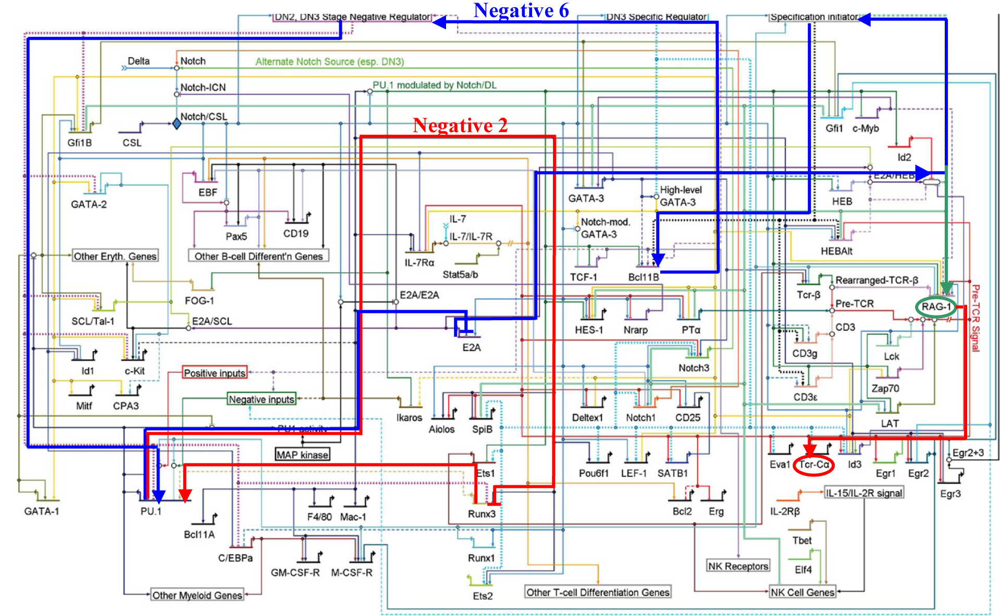 Negative 6
DN2, DN3 Stage Negative Regulator
DN3 Specific Regulator
Specification initiator
Delta
Notch
Alternate Notch Source (esp. DN3)
Notch-ICN
PU.1 modulated by Notch/DL
Notch/CSL
Negative 2
Gfi1B
CSL
Gfi1
c-Myb
Id2
E2A/HEB
EBF
GATA-2
GATA-3
High-level
GATA-3
HEB
IL-7
Notch-mod.
GATA-3
Pax5
CD19
IL-7/IL-7R
Other Eryth. Genes
Other B-cell Different'n Genes
IL-7Rα
Stat5a/b
TCF-1
Bcl11B
HEBAlt
FOG-1
E2A/E2A
Tcr-β
Rearranged-TCR-β
Pre-TCR
RAG-1
Pre-TCR Signal
SCL/Tal-1
E2A/SCL
HES-1
Nrarp
PTα
CD3
E2A
CD3g
Lck
Id1
c-Kit
Positive inputs
Notch3
Zap70
Mitf
CPA3
Negative inputs
CD3ε
Ikaros
Aiolos
SpiB
Deltex1
Notch1
CD25
LAT
PU1 activity
MAP kinase
Ets1
Pou6f1
LEF-1
SATB1
Eva1
Tcr-Cα
Id3
Egr1
Egr2
Egr2+3
Egr3
GATA-1
PU.1
F4/80
Mac-1
Runx3
Bcl2
Erg
IL-2Rβ
IL-15/IL-2R signal
Bcl11A
Tbet
C/EBPa
GM-CSF-R
M-CSF-R
Runx1
NK Receptors
Elf4
Other Myeloid Genes
Ets2
Other T-cell Differentiation Genes
NK Cell Genes